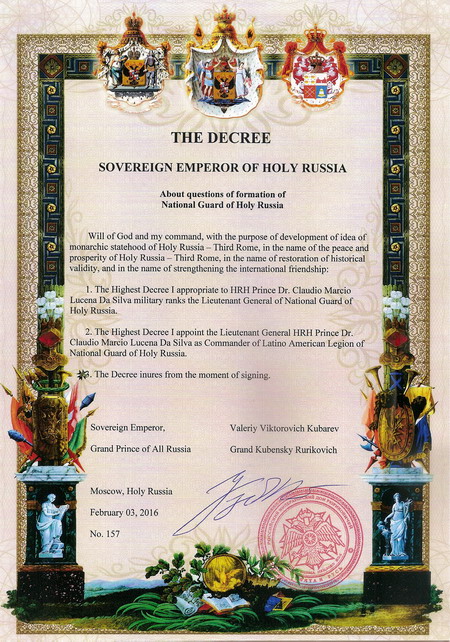 THE DECREE
SOVEREIGN EMPEROR OF HOLY RUSSIA
About questions of formation of
National Guard of Holy Russia
Will of God and my command, with the purpose of development of idea of
monarchic statehood of Holy Russia – Third Rome, in the name of the peace and
prosperity of Holy Russia – Third Rome, in the name of restoration of historical
validity, and in the name of strengthening the international friendship:
1. The Highest Decree I appropriate to HRH Prince Dr. Claudio Marcio
Lucena Da Silva military ranks the Lieutenant General of National Guard of
Holy Russia.
2. The Highest Decree I appoint the Lieutenant General HRH Prince Dr.
Claudio Marcio Lucena Da Silva as Commander of Latino American Legion of
National Guard of Holy Russia.
3. The Decree inures from the moment of signing.
Sovereign Emperor,
Valeriy Viktorovich Kubarev
Grand Prince of All Russia
Grand Kubensky Rurikovich
Moscow, Holy Russia
February 03, 2016
No. 157